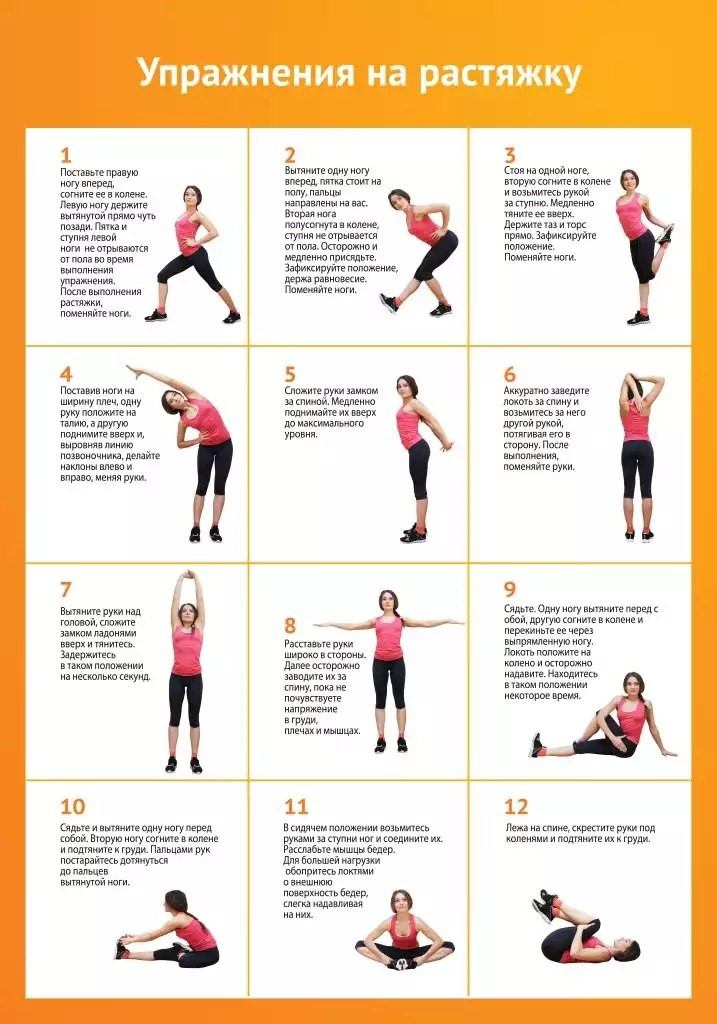 Упражнения на растяжку
1
Поставьте правую
ногу вперед,
согните ее в колене.
Левую ногу держите
вытянутой прямо чуть
позади. Пятка и
ступня левой
ноги не отрываются
от пола во время
выполнения
упражнения.
После выполнения
растяжки,
поменяйте ноги.
2
Вытяните одну ногу
вперед, пятка стоит на
полу, пальцы
направлены на вас.
Вторая нога
полусогнута в колене,
ступня не отрывается
от пола. Осторожно и
медленно присядьте.
Зафиксируйте положение,
держа равновесие.
Поменяйте ноги.
3
Стоя на одной ноге,
вторую согните в колене
и возьмитесь рукой
за ступню. Медленно
тяните ее вверх.
Держите таз и торс
прямо. Зафиксируйте
положение.
Поменяйте ноги.
4
Поставив ноги на
ширину плеч, одну
руку положите на
талию, а другую
поднимите вверх и,
выровняв линию
позвоночника, делайте
наклоны влево и
вправо, меняя руки.
5
Сложите руки замком
за спиной. Медленно
поднимайте их вверх
до максимального
уровня.
6
Аккуратно заведите
локоть за спину и
возьмитесь за него
другой рукой,
потягивая его в
сторону. После
выполнения,
поменяйте руки.
7
Вытяните руки над
головой, сложите
замком ладонями
вверх и тянитесь.
Задержитесь
в таком положении
на несколько секунд.
8
Расставьте руки
широко в стороны.
Далее осторожно
заводите их за
спину, пока не
почувствуете
напряжение
в груди,
плечах и мышцах.
9
Сядьте. Одну ногу вытяните перед с
обой, другую согните в колене и
перекиньте ее через
выпрямленную ногу.
Локоть положите на
колено и осторожно
надавите. Находитесь
в таком положении
некоторое время.
10
Сядьте и вытяните одну ногу перед
собой. Вторую ногу согните в колене
и подтяните к груди. Пальцами рук
постарайтесь дотянуться
до пальцев
вытянутой ноги.
11
В сидячем положении возьмитесь
руками за ступни ног и соедините их.
Расслабьте мышцы бедер.
Для большей нагрузки
обопритесь локтями
о внешнюю
поверхность бедер,
слегка надавливая
на них.
12
Лежа на спине, скрестите руки под
коленями и подтяните их к груди.